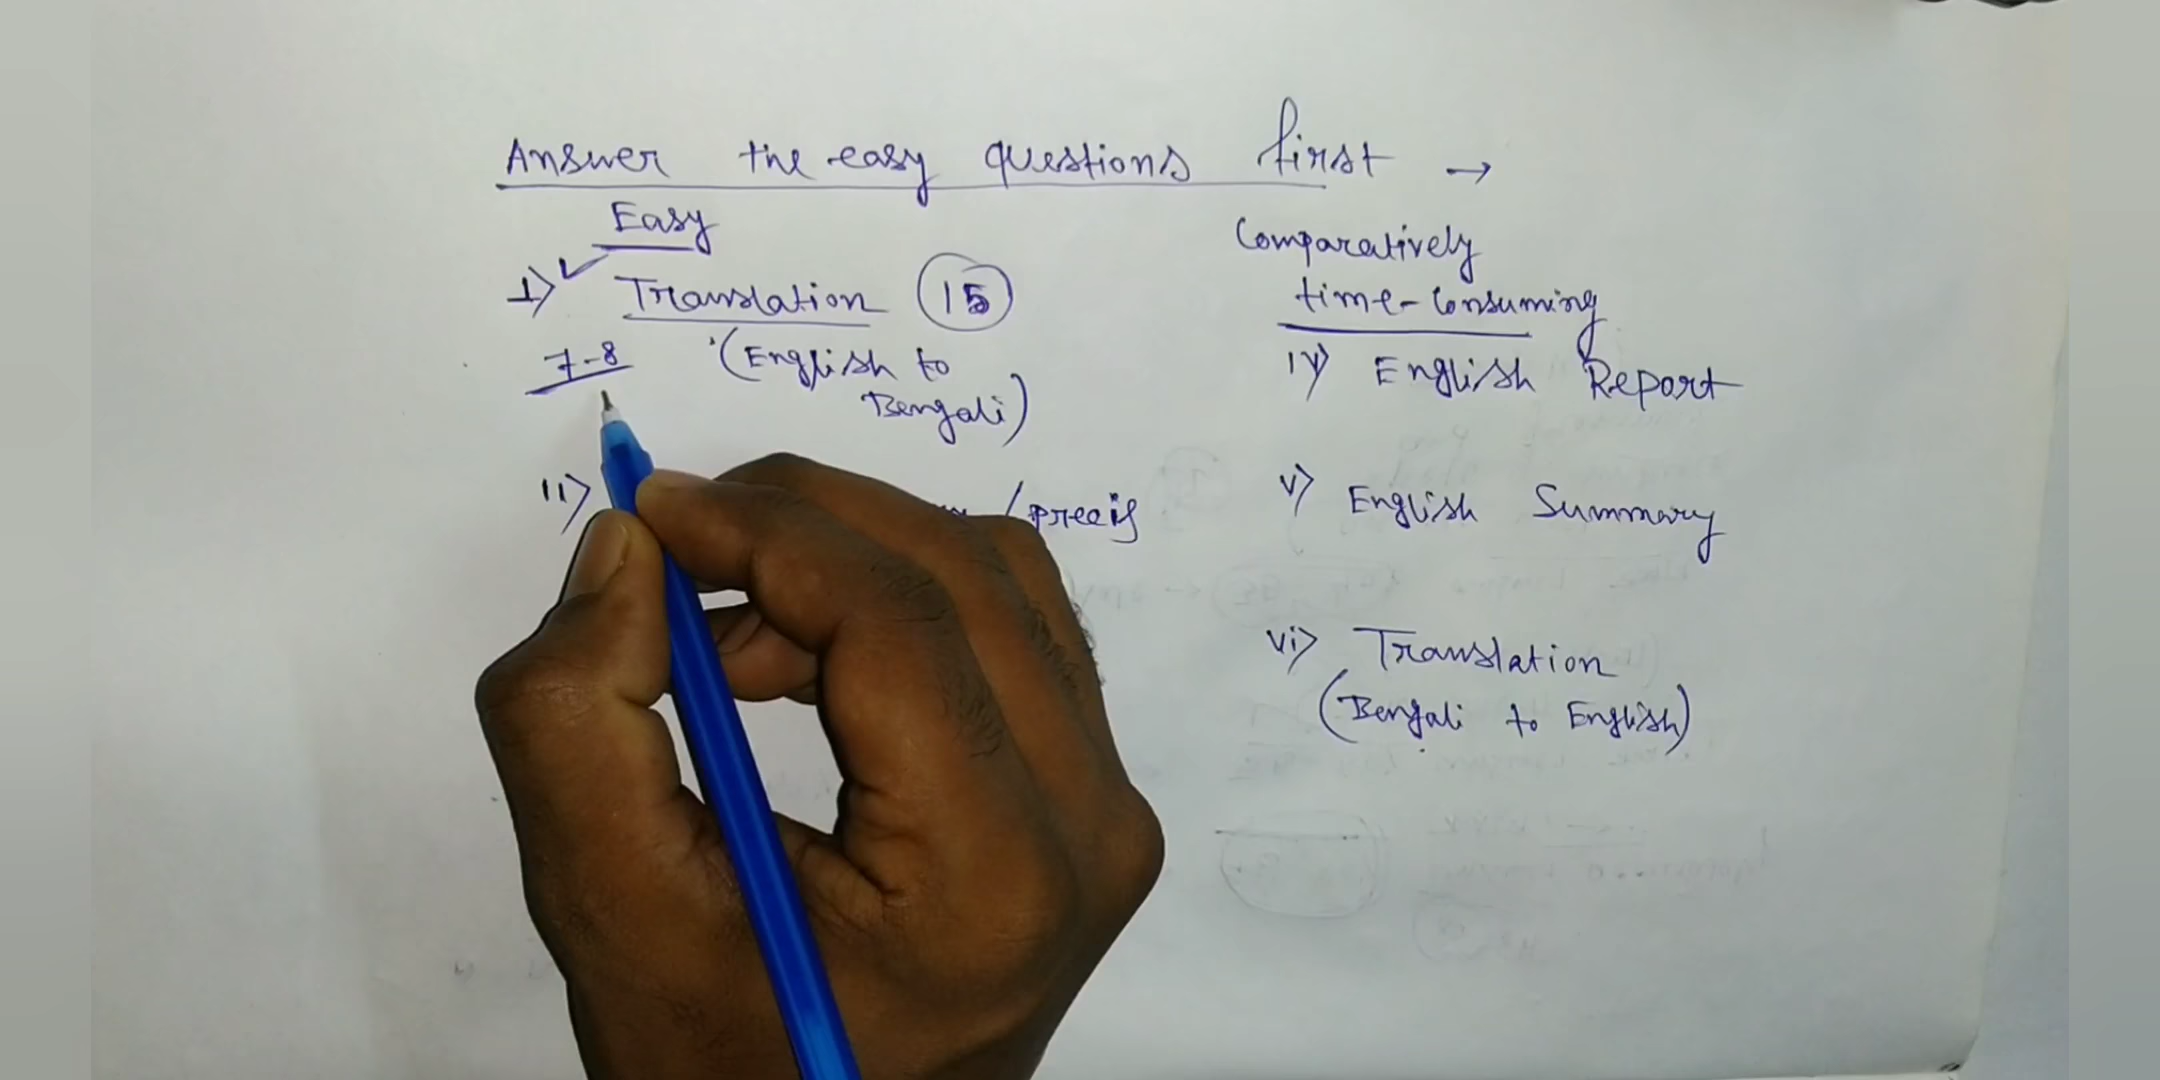 Answer the easy questions first →
Easy
I) ✓ Translation 15
7-8 (English to
Bengali)
II) /precis
Comparatively
time-consuming
IV) English Report
V) English Summary
VI) Translation
(Bengali to English)